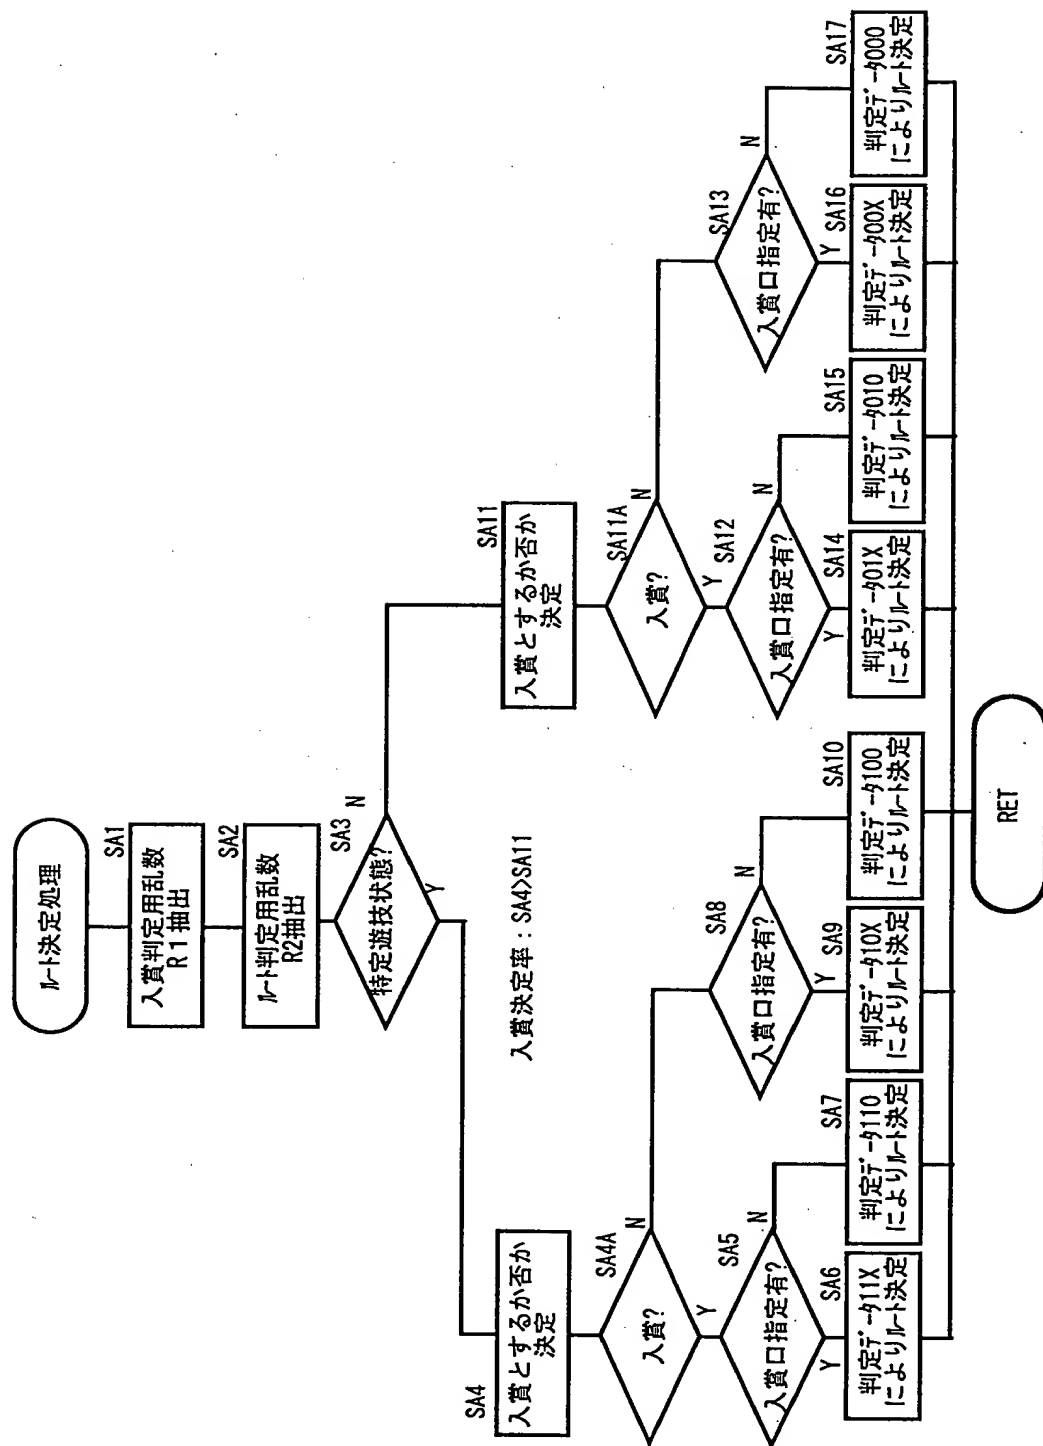 ルート決定処理
SA1
入賞判定用乱数
R1抽出
SA2
ルート判定用乱数
R2抽出
SA3
特定遊技状態?
N
Y
SA4
入賞とするか否か
決定
入賞決定率：SA4>SA11
SA11
入賞とするか否か
決定
SA4A
入賞?
N
Y
SA11A
入賞?
N
Y
SA5
入賞口指定有?
N
Y
SA8
入賞口指定有?
N
Y
SA12
入賞口指定有?
N
Y
SA13
入賞口指定有?
N
Y
SA6
判定データ11X
によりルート決定
SA7
判定データ110
によりルート決定
SA9
判定データ10X
によりルート決定
SA10
判定データ100
によりルート決定
SA14
判定データ01X
によりルート決定
SA15
判定データ010
によりルート決定
SA16
判定データ00X
によりルート決定
SA17
判定データ000
によりルート決定
RET